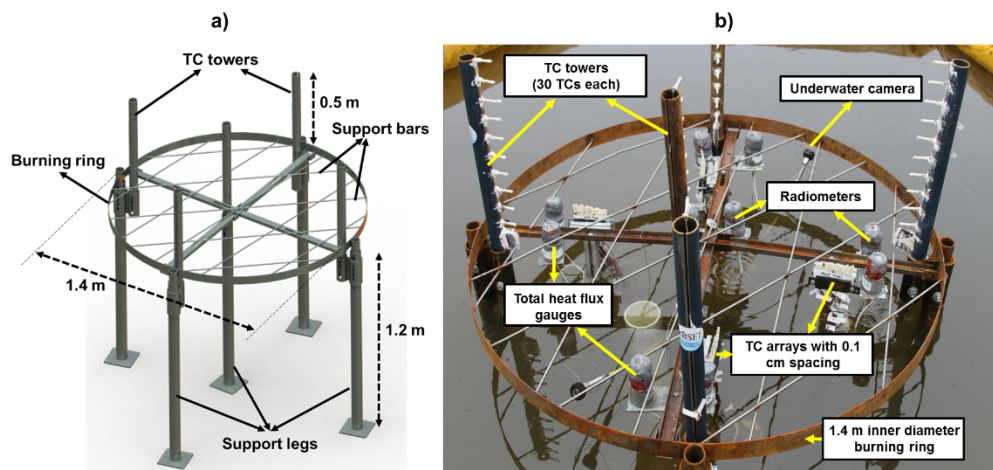 a)
TC towers
0.5 m
Support bars
Burning ring
1.4 m
1.2 m
Support legs
b)
TC towers
(30 TCs each)
Underwater camera
Radiometers
Total heat flux
gauges
TC arrays with 0.1
cm spacing
1.4 m inner diameter
burning ring